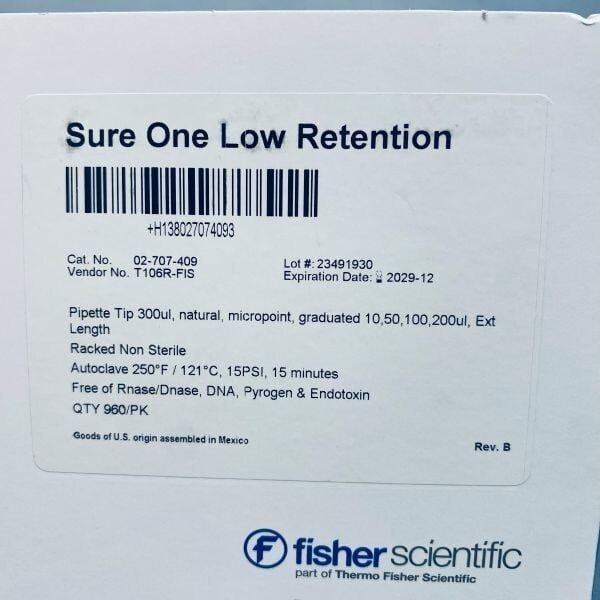 Sure One Low Retention
+H138027074093
Cat. No. 02-707-409
Vendor No. T106R-FIS
Lot #: 23491930
Expiration Date: 2029-12
Pipette Tip 300ul, natural, micropoint, graduated 10,50,100,200ul, Ext
Length
Racked Non Sterile
Autoclave 250°F / 121°C, 15PSI, 15 minutes
Free of Rnase/Dnase, DNA, Pyrogen & Endotoxin
QTY 960/PK
Goods of U.S. origin assembled in Mexico
Rev. B
f fisher scientific
part of Thermo Fisher Scientific